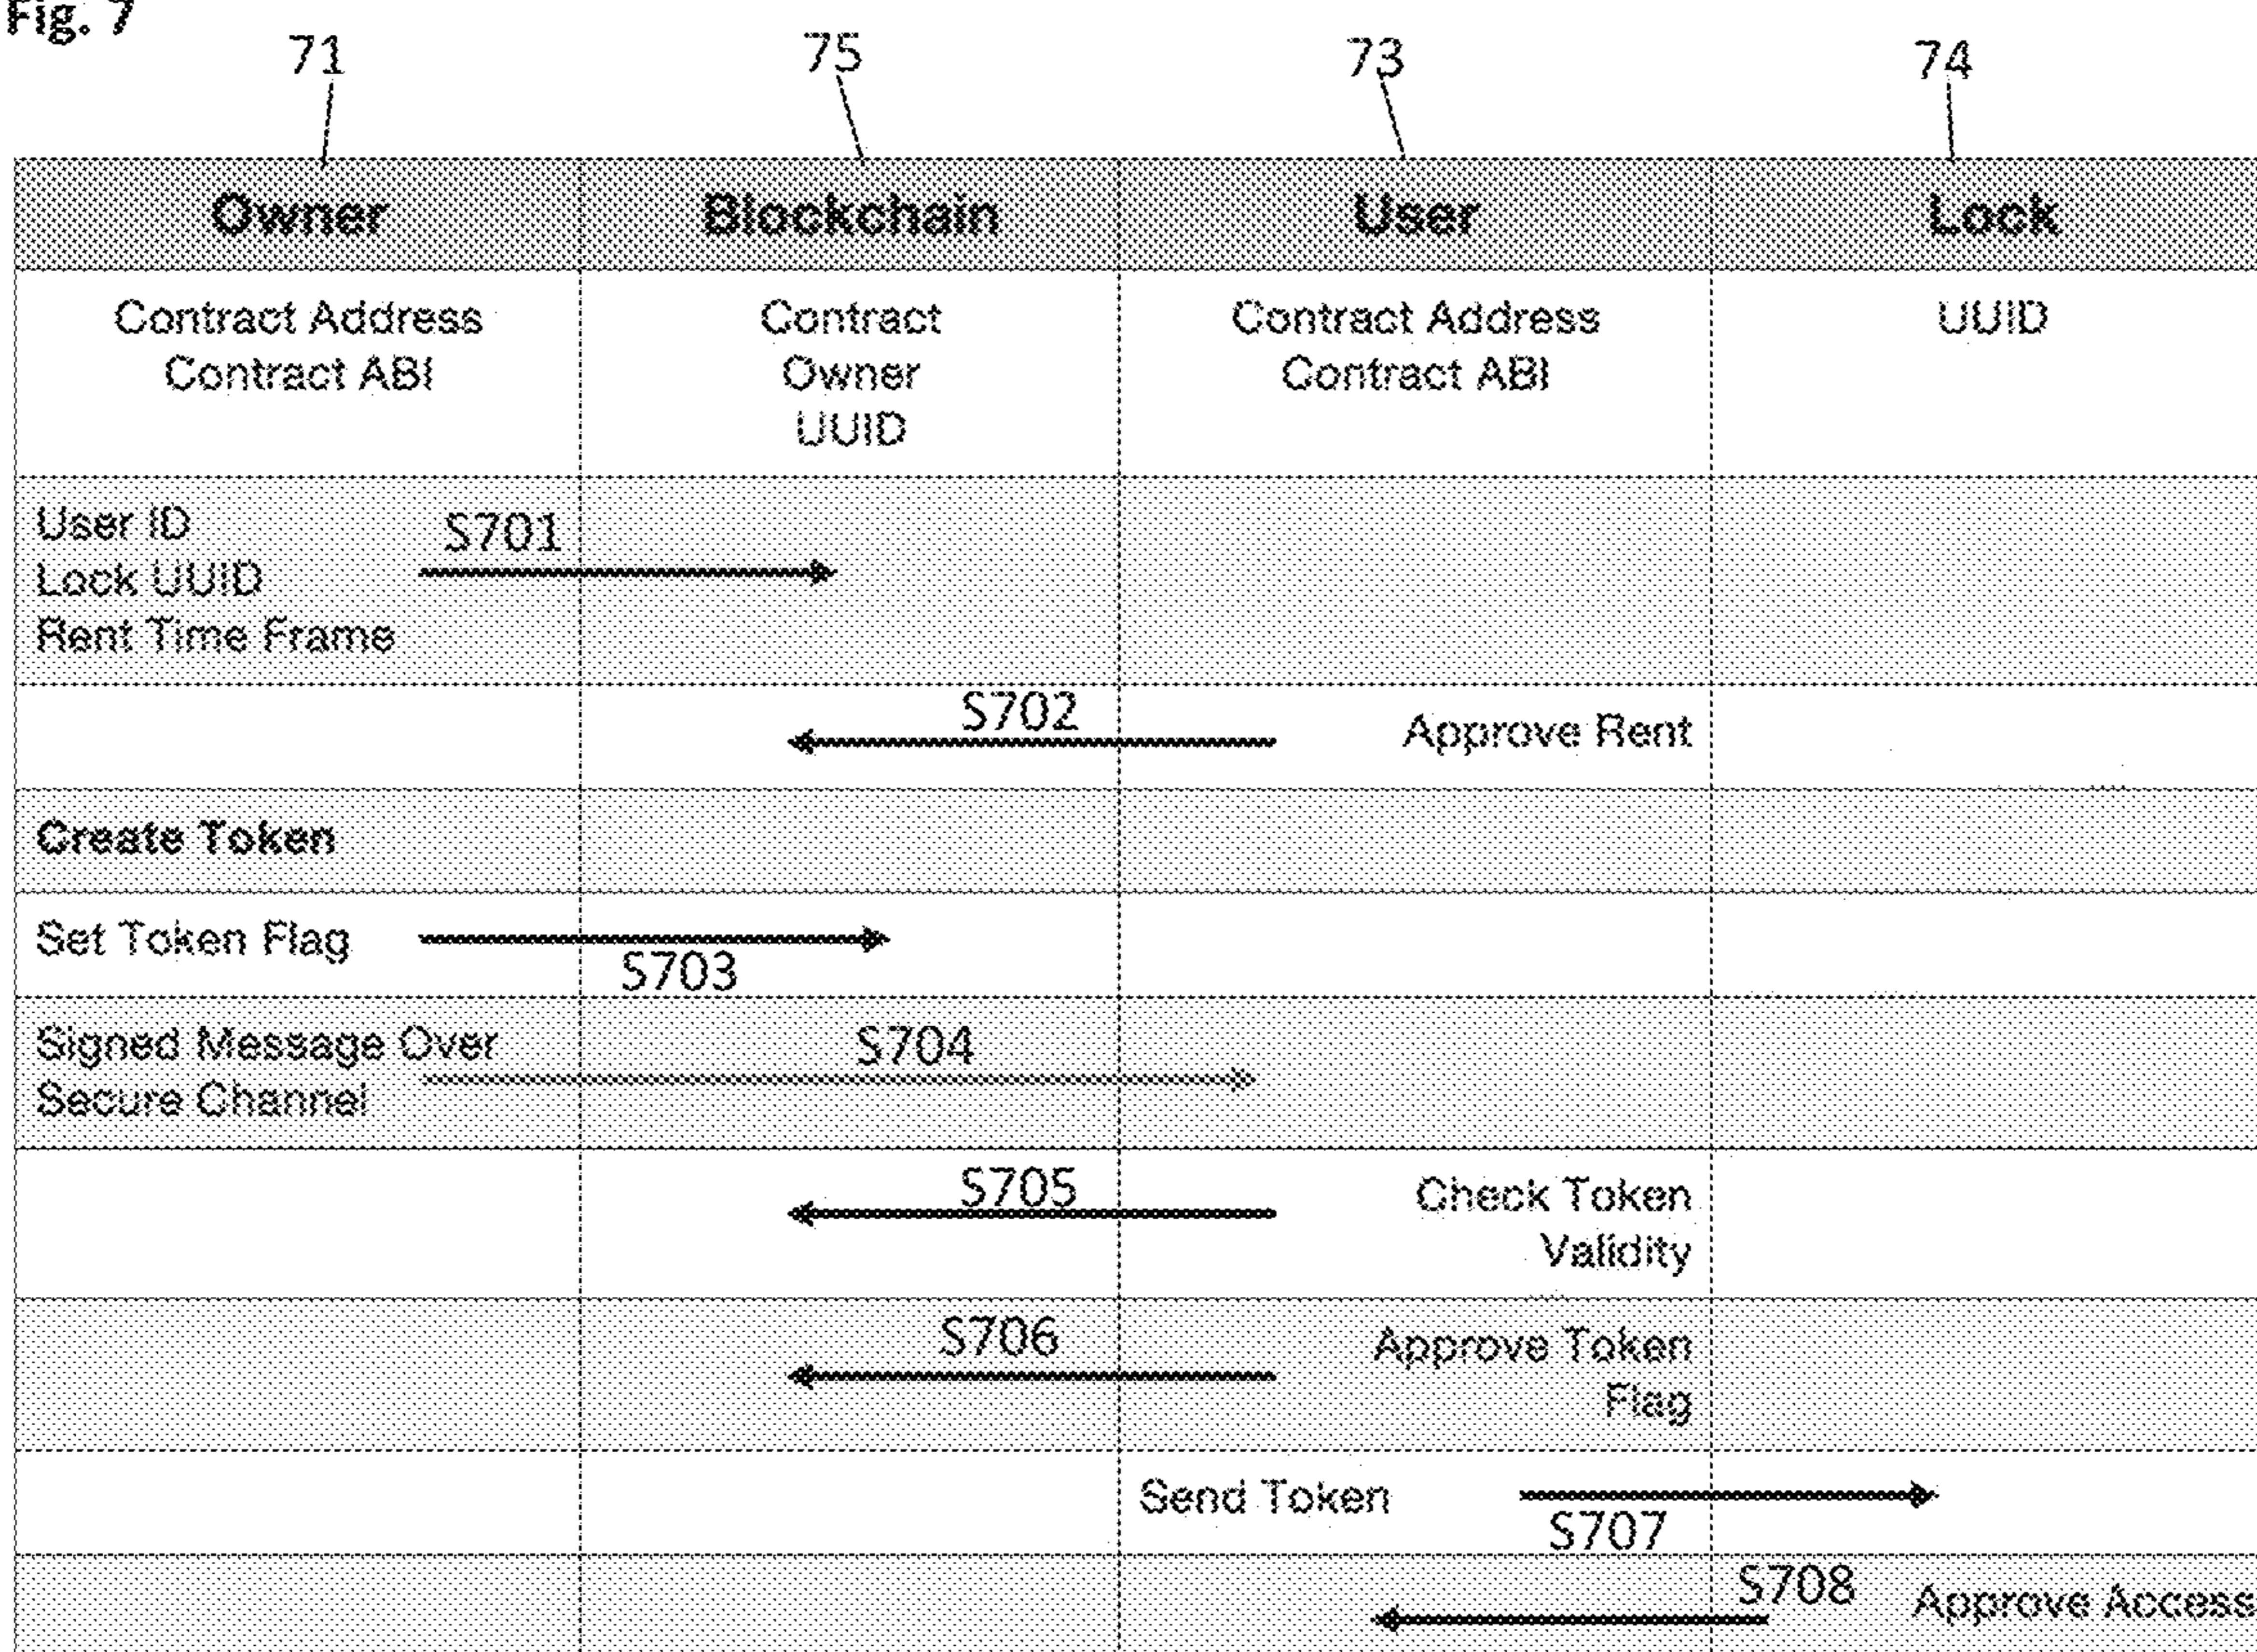 Fig. 7
71 75 73 74
Owner Blockchain User Lock
Contract Address Contract Contract Address UUID
Contract ABI Owner Contract ABI
UUID
User ID
S701
Lock UUID
Rent Time Frame
S702
Approve Rent
Create Token
Set Token Flag
S703
Signed Message Over S704
Secure Channel
S705 Check Token
Validity
S706 Approve Token
Flag
Send Token
S707
S708 Approve Access